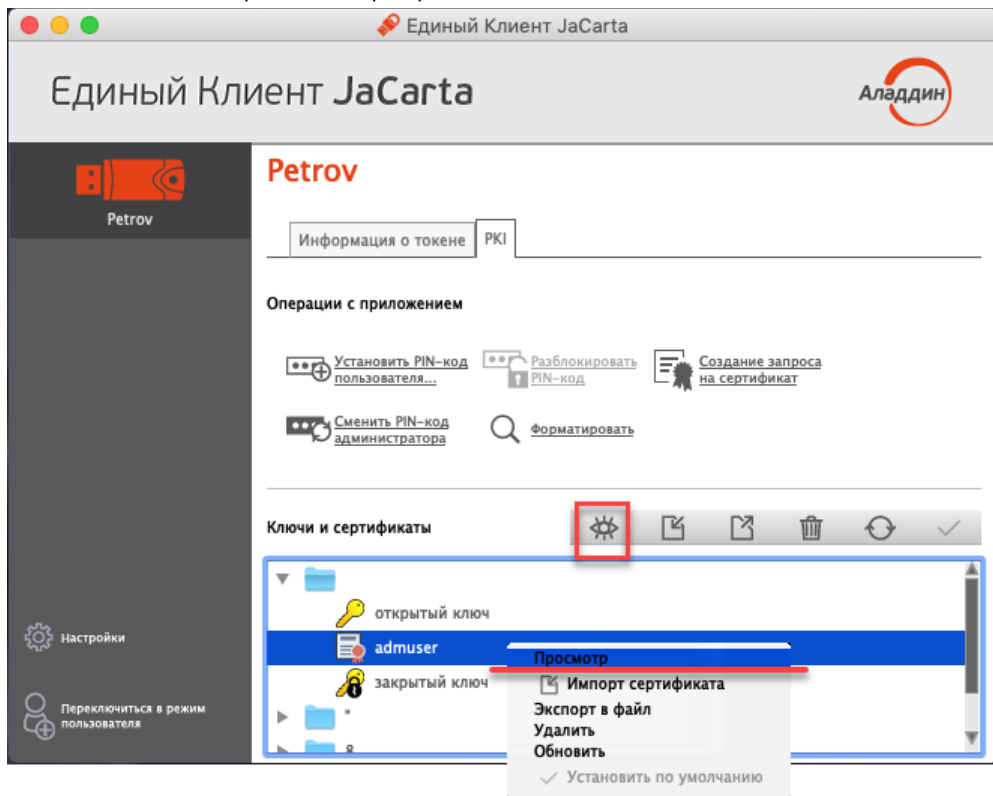 Единый Клиент JaCarta
Единый Клиент JaCarta
Аладдин
Petrov
Petrov
Информация о токене
PKI
Операции с приложением
Установить PIN-код
пользователя...
Разблокировать
PIN-код
Создание запроса
на сертификат
Сменить PIN-код
администратора
Форматировать
Ключи и сертификаты
открытый ключ
admuser
закрытый ключ
Просмотр
Импорт сертификата
Экспорт в файл
Удалить
Обновить
Установить по умолчанию
Настройки
Переключиться в режим
пользователя